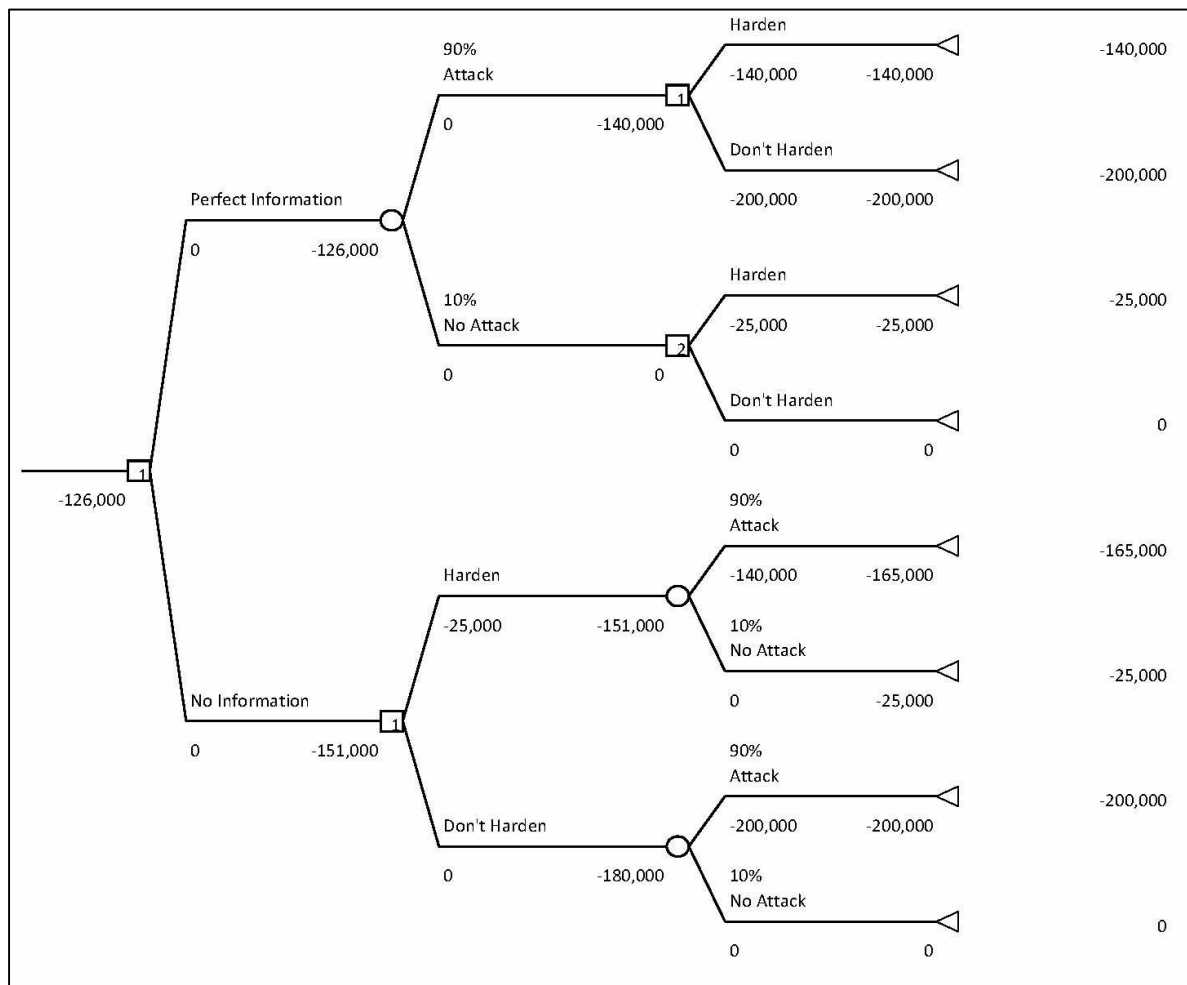 Harden
-140,000 -140,000 -140,000
90%
Attack
1
0 -140,000
Don't Harden
-200,000 -200,000 -200,000
Perfect Information
0 -126,000
Harden
-25,000 -25,000 -25,000
10%
No Attack
2
0 0
Don't Harden
0 0 0
1
-126,000
90%
Attack
-140,000 -165,000 -165,000
Harden
-25,000 -151,000
10%
No Attack
0 -25,000 -25,000
No Information
1
0 -151,000
90%
Attack
-200,000 -200,000 -200,000
Don't Harden
0 -180,000
10%
No Attack
0 0 0